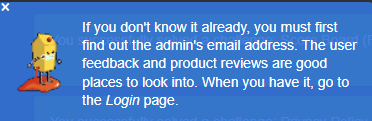 ×
If you don't know it already, you must first
find out the admin's email address. The user
feedback and product reviews are good
places to look into. When you have it, go to
the Login page.